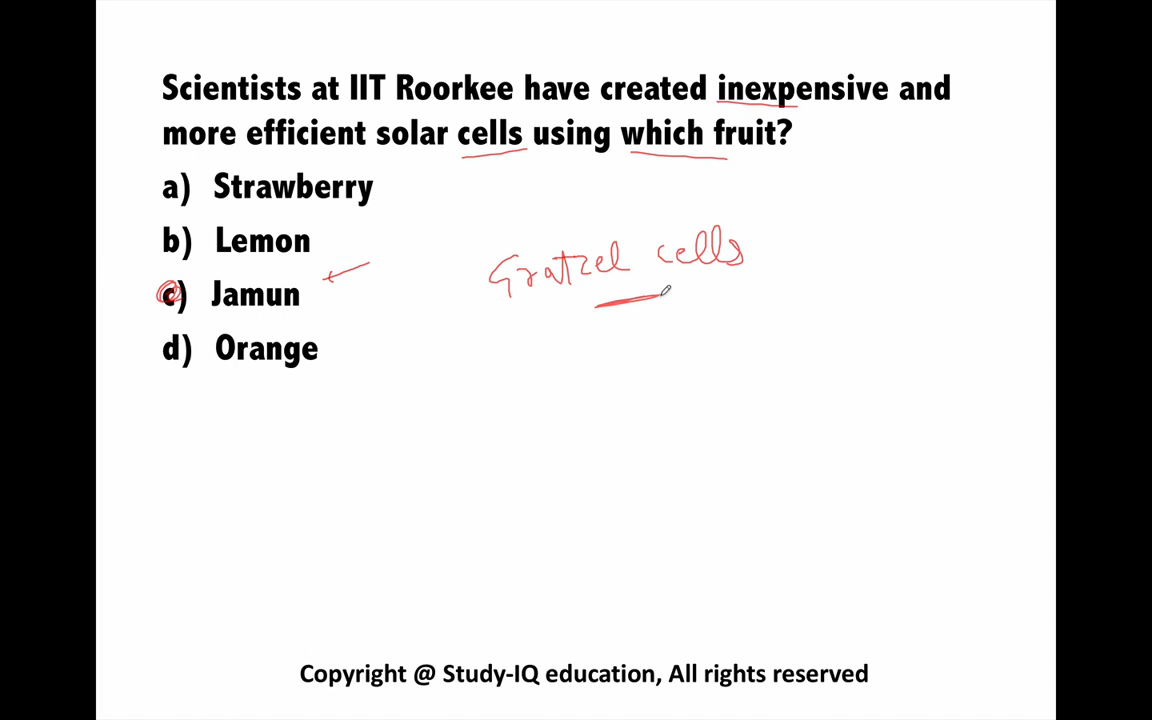 Scientists at IIT Roorkee have created inexpensive and
more efficient solar cells using which fruit?
a) Strawberry
b) Lemon
Gratzel cells
c) Jamun
d) Orange
Copyright @ Study-IQ education, All rights reserved